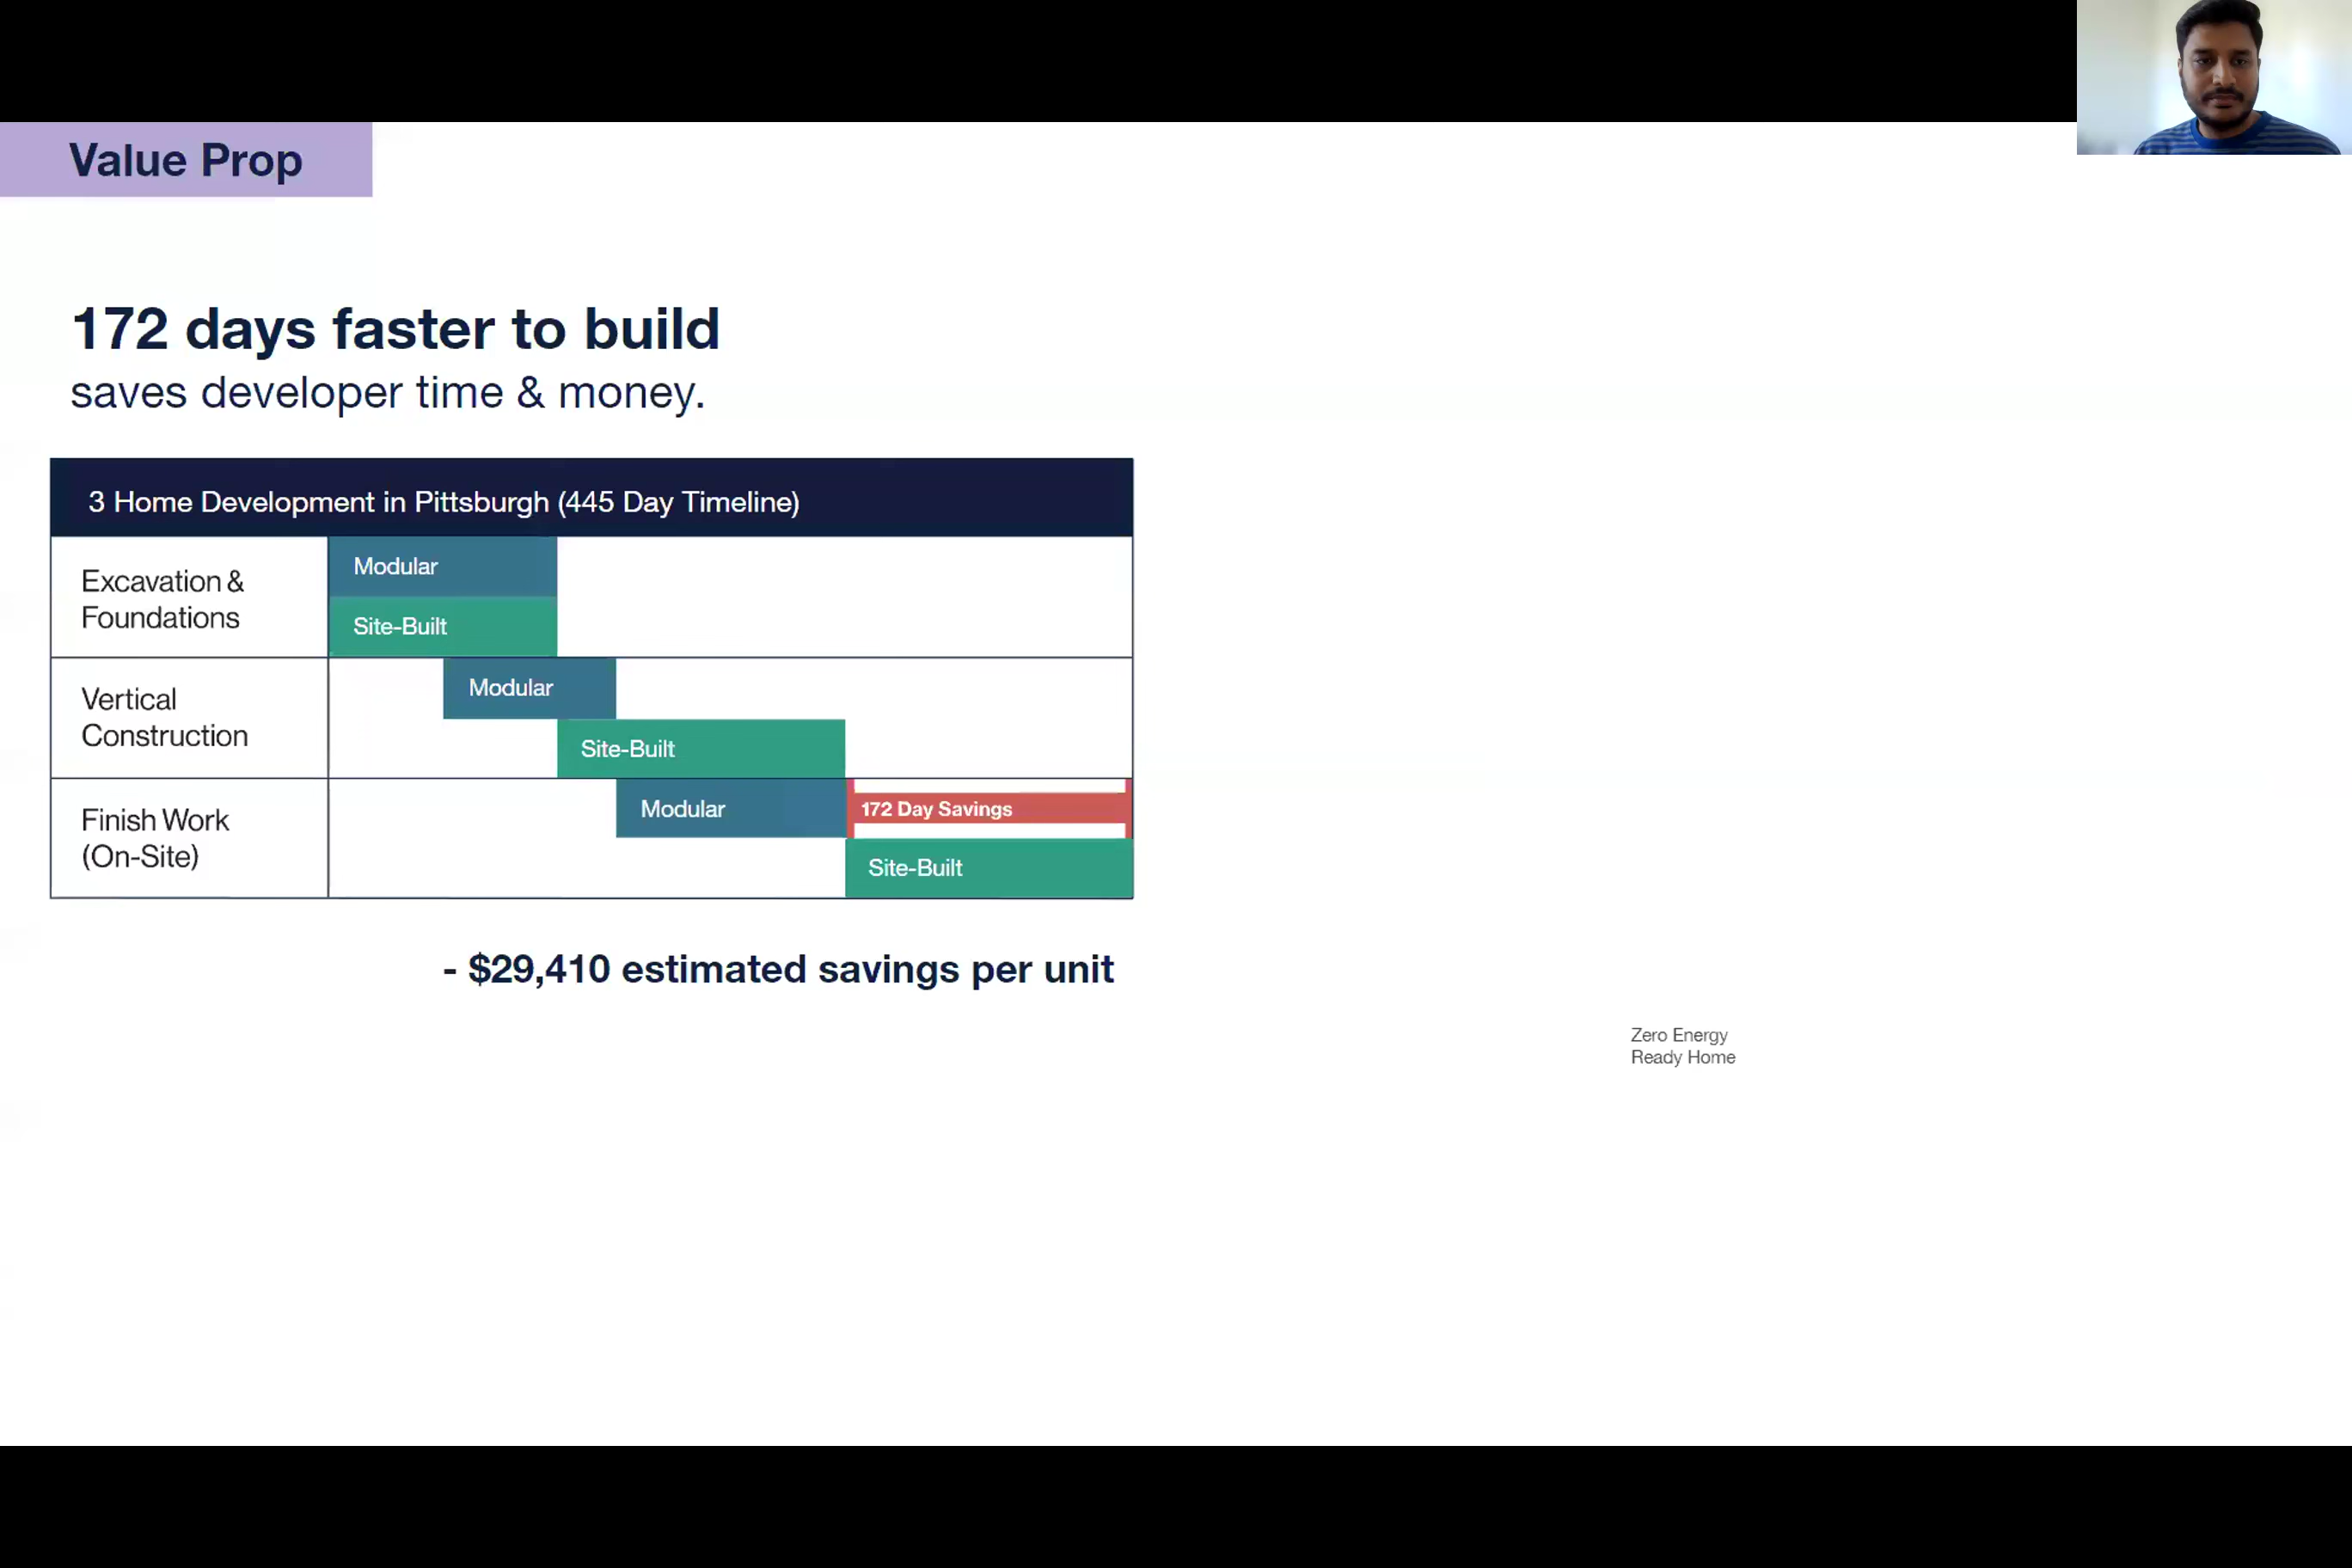 Value Prop
172 days faster to build
saves developer time & money.
3 Home Development in Pittsburgh (445 Day Timeline)
Excavation &
Foundations
Modular
Site-Built
Vertical
Construction
Modular
Site-Built
Finish Work
(On-Site)
Modular
172 Day Savings
Site-Built
- $29,410 estimated savings per unit
Zero Energy
Ready Home